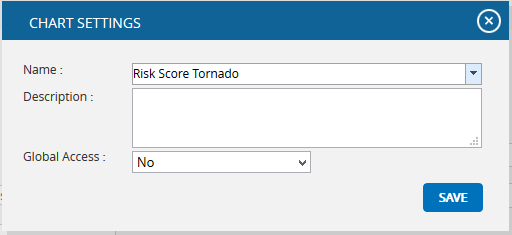 CHART SETTINGS
Name : Risk Score Tornado
Description :
Global Access : No
SAVE